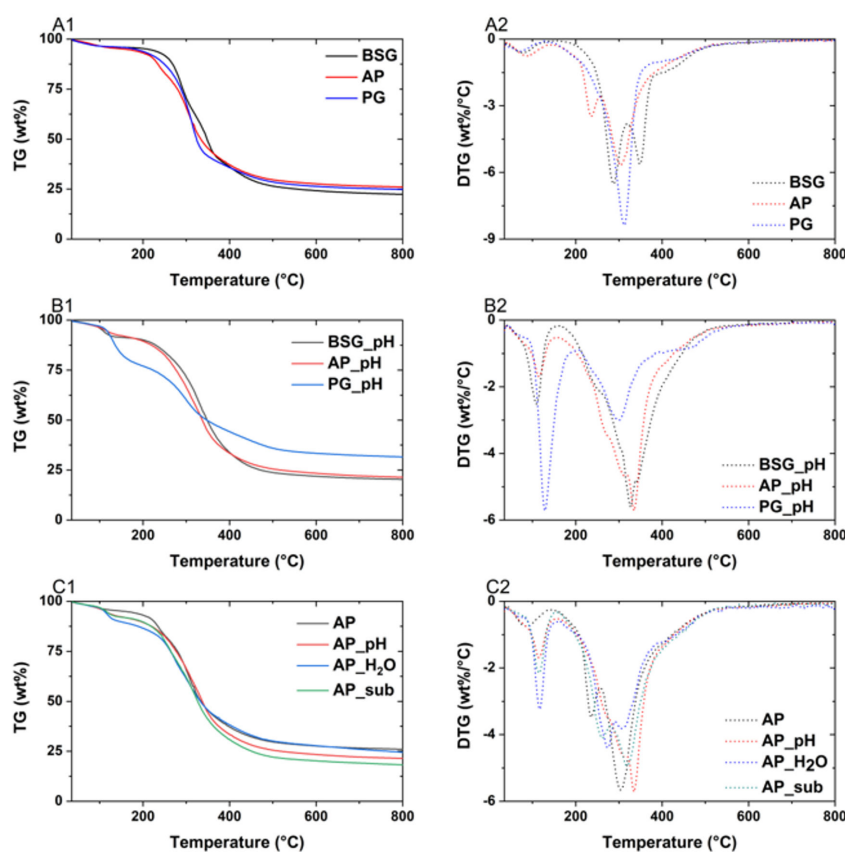 A1
100
75
50
25
0
TG (wt%)
BSG
AP
PG
200 400 600 800
Temperature (°C)
A2
0
-3
-6
-9
DTG (wt%/°C)
BSG
AP
PG
200 400 600 800
Temperature (°C)
B1
100
75
50
25
0
TG (wt%)
BSG_pH
AP_pH
PG_pH
200 400 600 800
Temperature (°C)
B2
0
-2
-4
-6
DTG (wt%/°C)
BSG_pH
AP_pH
PG_pH
200 400 600 800
Temperature (°C)
C1
100
75
50
25
0
TG (wt%)
AP
AP_pH
AP_H₂O
AP_sub
200 400 600 800
Temperature (°C)
C2
0
-2
-4
-6
DTG (wt%/°C)
AP
AP_pH
AP_H2O
AP_sub
200 400 600 800
Temperature (°C)